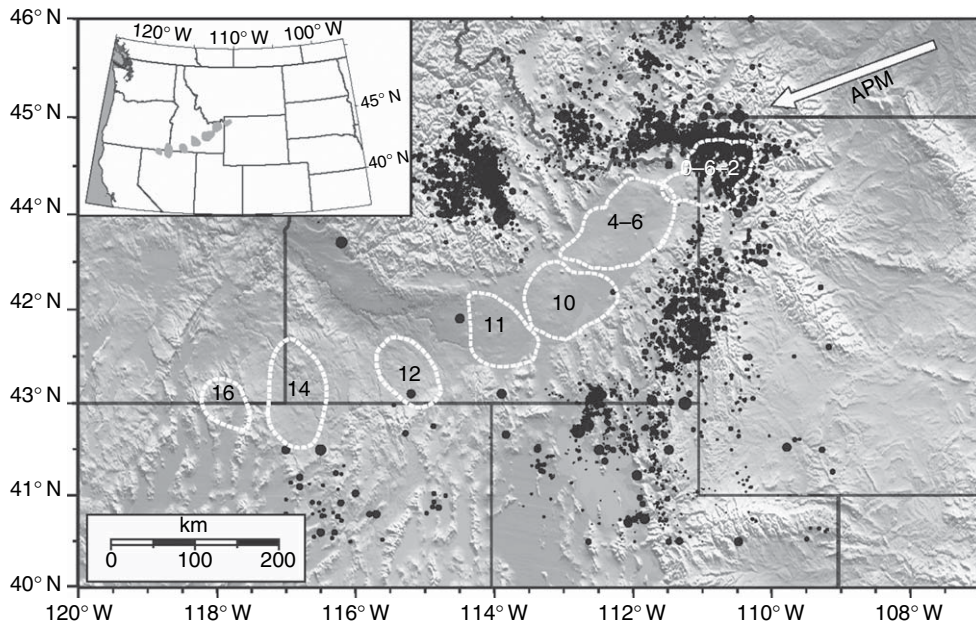 46° N
45° N
44° N
42° N
43° N
41° N
40° N
120° W
110° W
100° W
45° N
40° N
APM
4–6
10
11
12
14
16
km
0
100
200
120° W
118° W
116° W
114° W
112° W
110° W
108° W